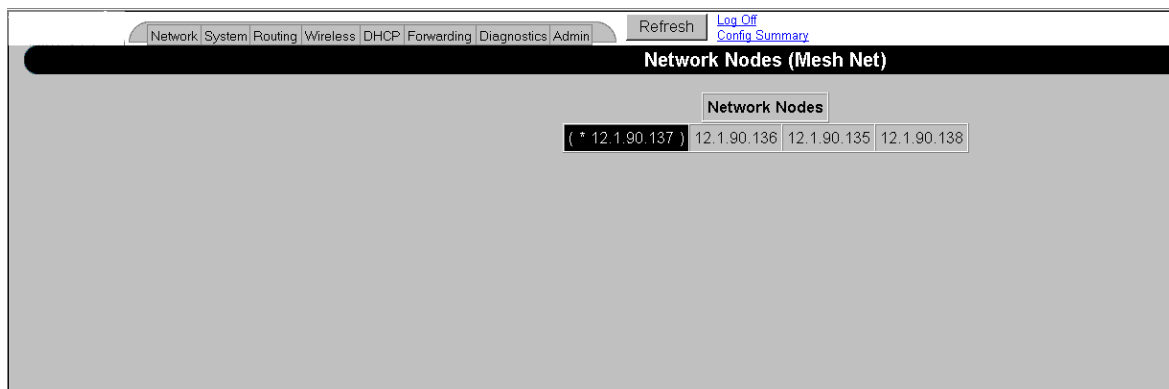 Network System Routing Wireless DHCP Forwarding Diagnostics Admin Refresh Log Off
Config Summary
Network Nodes (Mesh Net)
Network Nodes
( * 12.1.90.137 ) 12.1.90.136 12.1.90.135 12.1.90.138